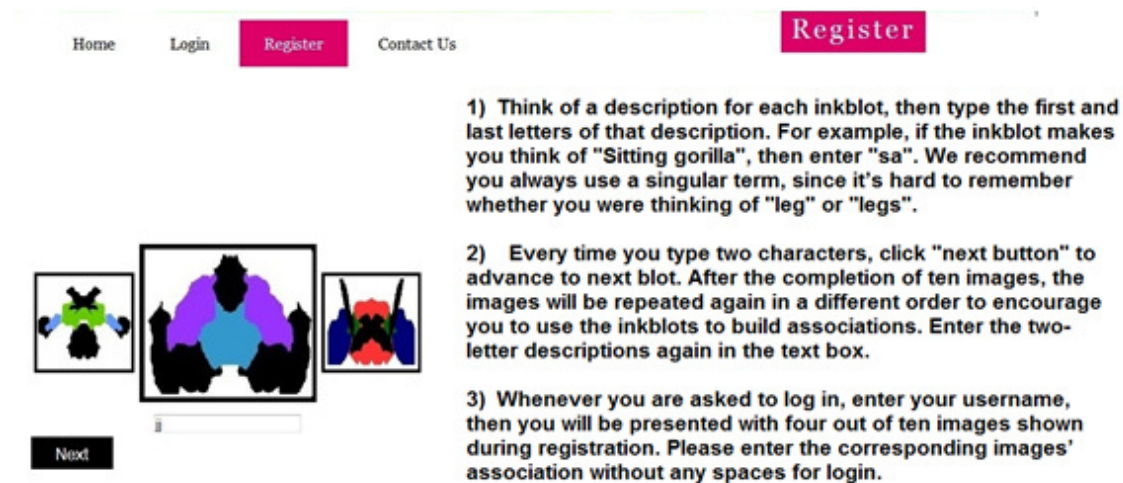 Home Login Register Contact Us
Register
1) Think of a description for each inkblot, then type the first and
last letters of that description. For example, if the inkblot makes
you think of "Sitting gorilla", then enter "sa". We recommend
you always use a singular term, since it's hard to remember
whether you were thinking of "leg" or "legs".
2) Every time you type two characters, click "next button" to
advance to next blot. After the completion of ten images, the
images will be repeated again in a different order to encourage
you to use the inkblots to build associations. Enter the two-
letter descriptions again in the text box.
3) Whenever you are asked to log in, enter your username,
then you will be presented with four out of ten images shown
during registration. Please enter the corresponding images'
association without any spaces for login.
Next